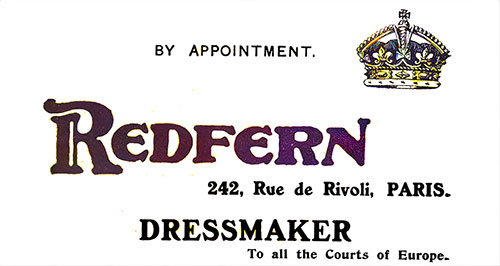 BY APPOINTMENT.
REDFERN
242, Rue de Rivoli, PARIS.
DRESSMAKER
To all the Courts of Europe.